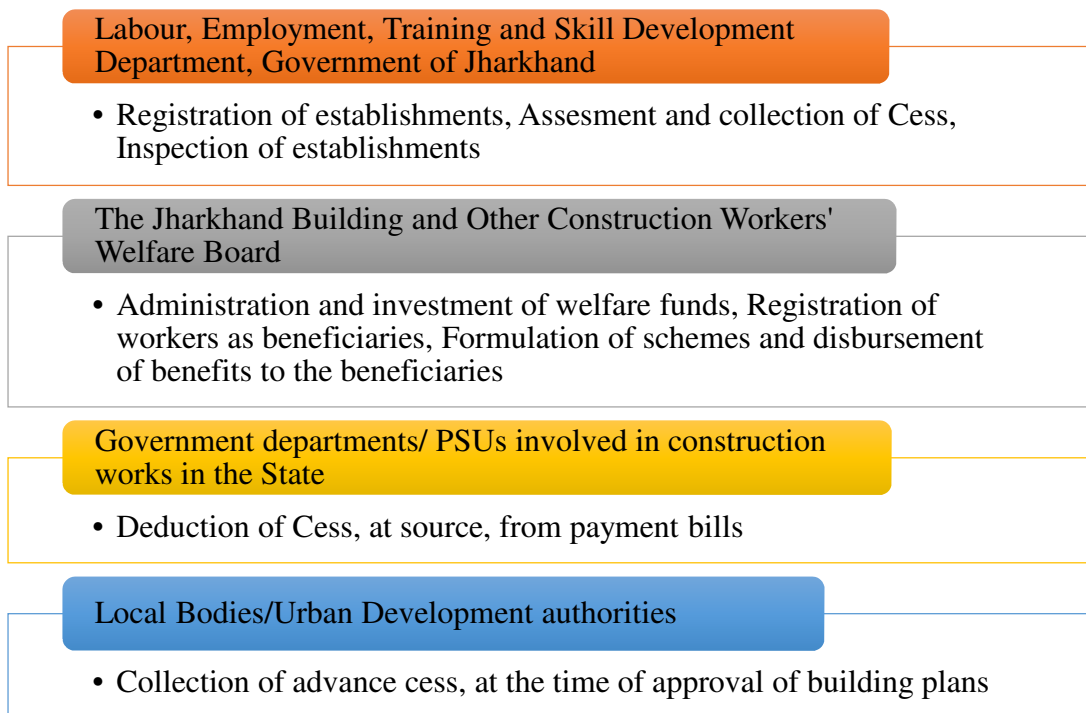 Labour, Employment, Training and Skill Development
Department, Government of Jharkhand
• Registration of establishments, Assesment and collection of Cess,
Inspection of establishments
The Jharkhand Building and Other Construction Workers'
Welfare Board
• Administration and investment of welfare funds, Registration of
workers as beneficiaries, Formulation of schemes and disbursement
of benefits to the beneficiaries
Government departments/ PSUs involved in construction
works in the State
• Deduction of Cess, at source, from payment bills
Local Bodies/Urban Development authorities
• Collection of advance cess, at the time of approval of building plans